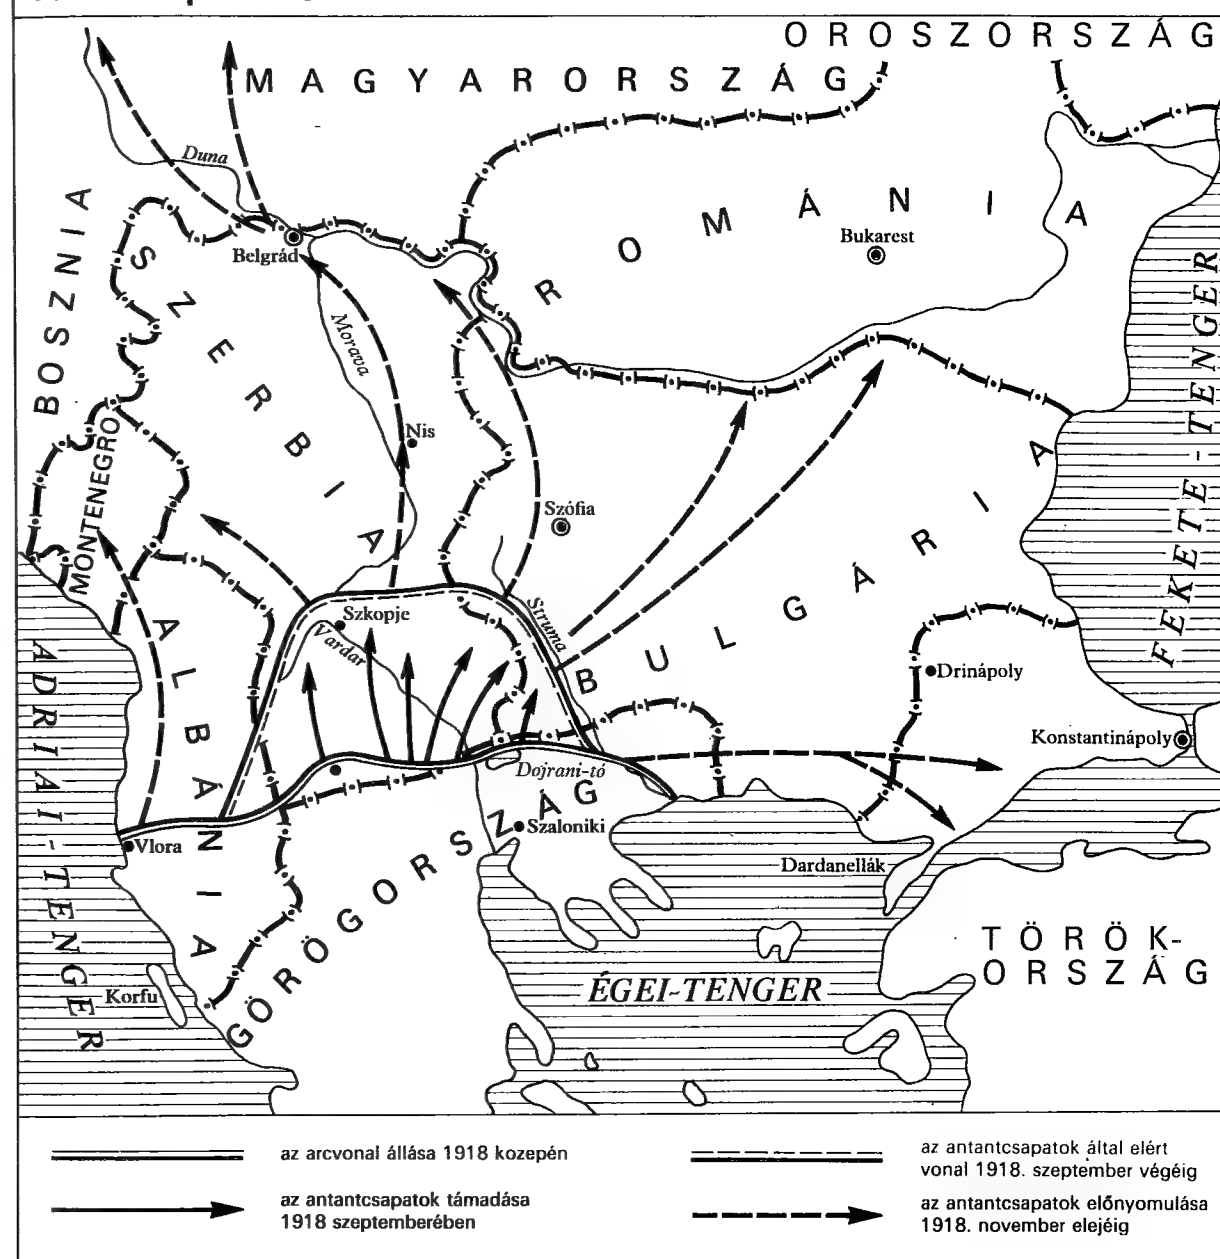 OROSZORSZÁG
MAGYARORSZÁG
Duna
BOSZNIA
SZERBIA
ROMÁNIA
Bukarest
Belgrád
Morava
FEKETE-TENGER
MONTENEGRO
Nis
Szófia
BULGÁRIA
Szkopje
Struma
Vardar
ALBÁNIA
ADRIAI-TENGER
Drinápoly
Konstantinápoly
Dojrani-tó
Szaloniki
Vlora
GÖRÖGORSZÁG
Dardanellák
TÖRÖK-
ORSZÁG
ÉGEI-TENGER
Korfu
az arcvonal állása 1918 kozepén
az antantcsapatok támadása
1918 szeptemberében
az antantcsapatok által elért
vonal 1918. szeptember végéig
az antantcsapatok előnyomulása
1918. november elejéig